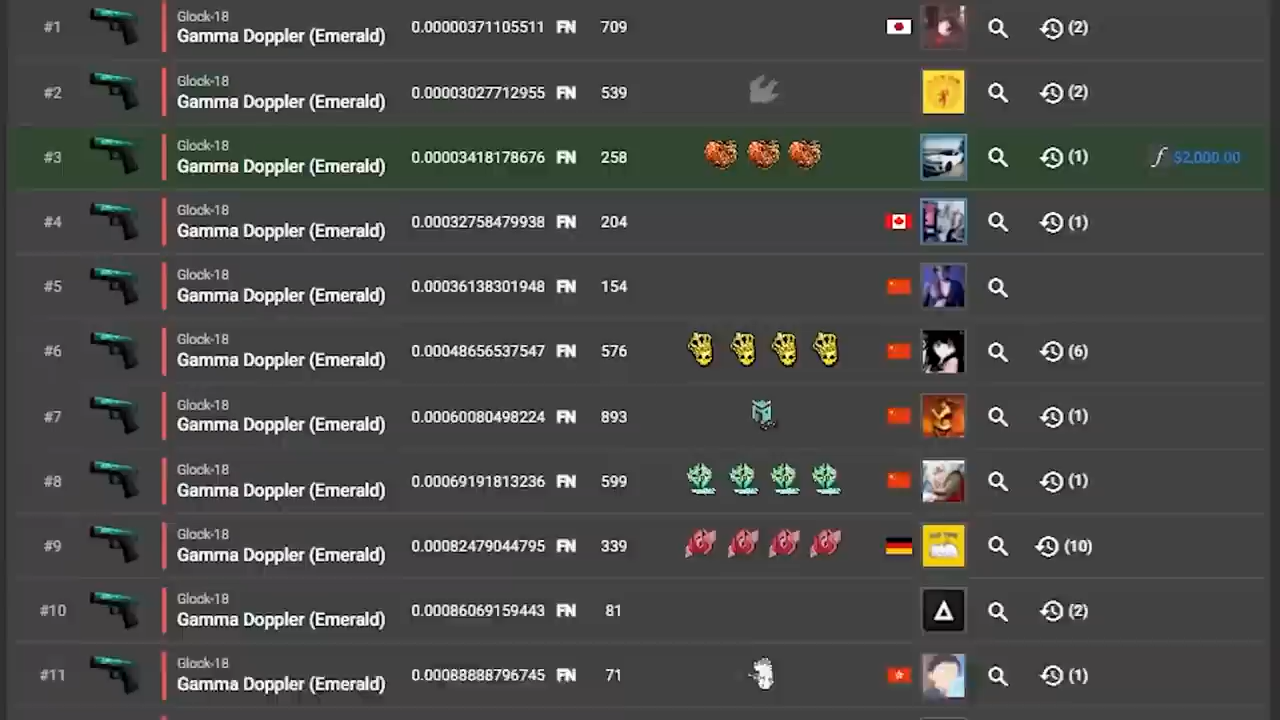 #1 Glock-18 Gamma Doppler (Emerald) 0.00000371105511 FN 709 (2)
#2 Glock-18 Gamma Doppler (Emerald) 0.00003027712955 FN 539 (2)
#3 Glock-18 Gamma Doppler (Emerald) 0.00003418178676 FN 258 (1) $2,000.00
#4 Glock-18 Gamma Doppler (Emerald) 0.00032758479938 FN 204 (1)
#5 Glock-18 Gamma Doppler (Emerald) 0.00036138301948 FN 154
#6 Glock-18 Gamma Doppler (Emerald) 0.00048656537547 FN 576 (6)
#7 Glock-18 Gamma Doppler (Emerald) 0.00060080498224 FN 893 (1)
#8 Glock-18 Gamma Doppler (Emerald) 0.00069191813236 FN 599 (1)
#9 Glock-18 Gamma Doppler (Emerald) 0.00082479044795 FN 339 (10)
#10 Glock-18 Gamma Doppler (Emerald) 0.00086069159443 FN 81 (2)
#11 Glock-18 Gamma Doppler (Emerald) 0.00088888796745 FN 71 (1)